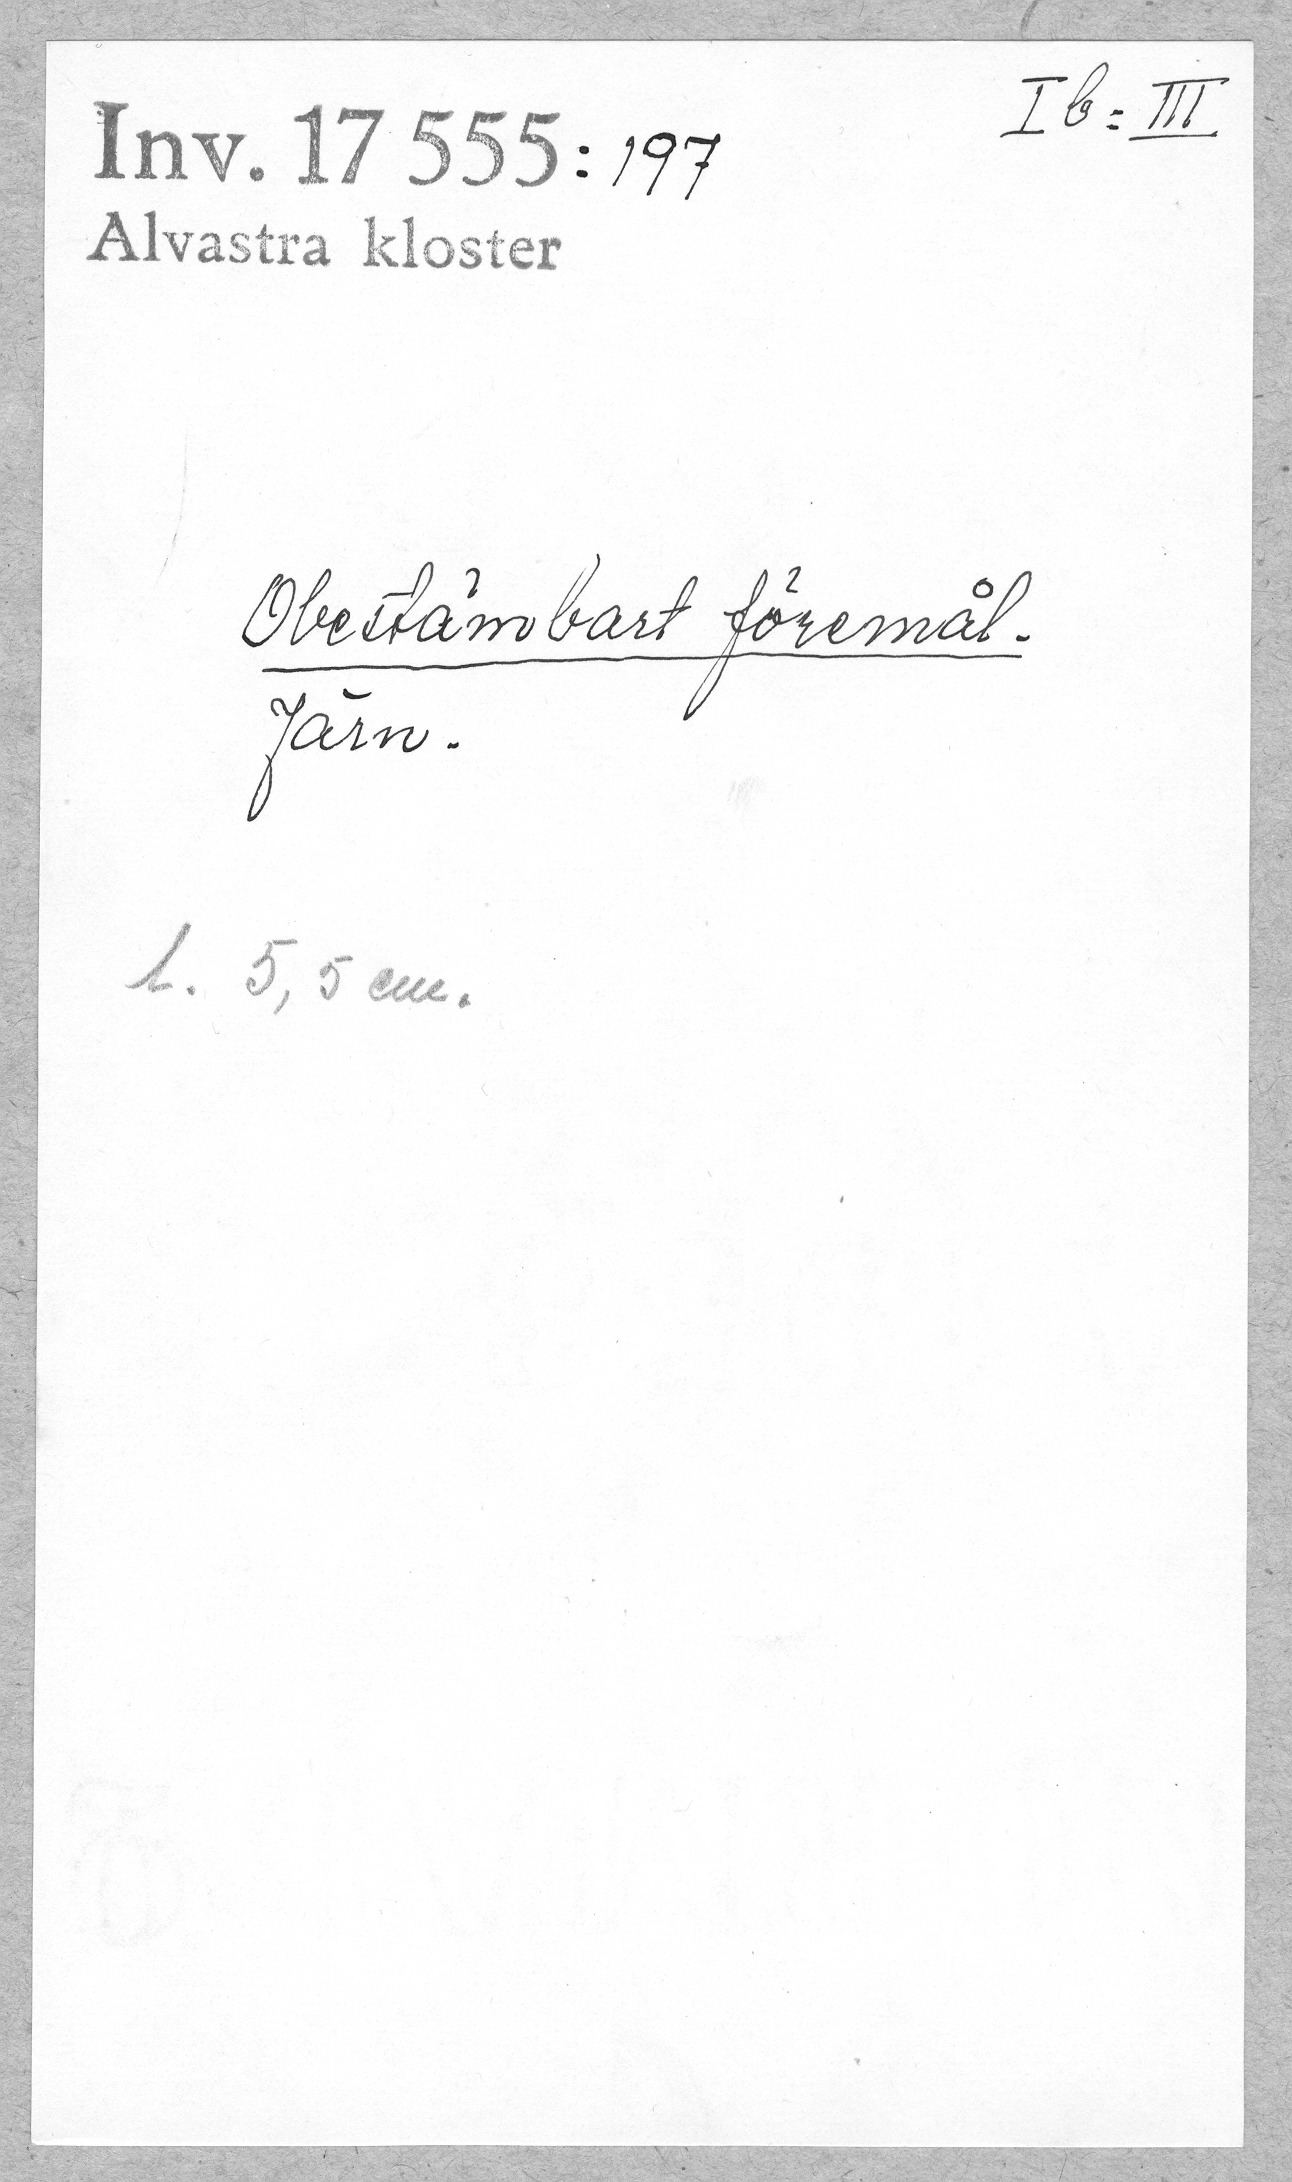 Inv. 17 555:197
Ib:III
Alvastra kloster
Obestämbart föremål.
Järn.
L. 5,5 cm.